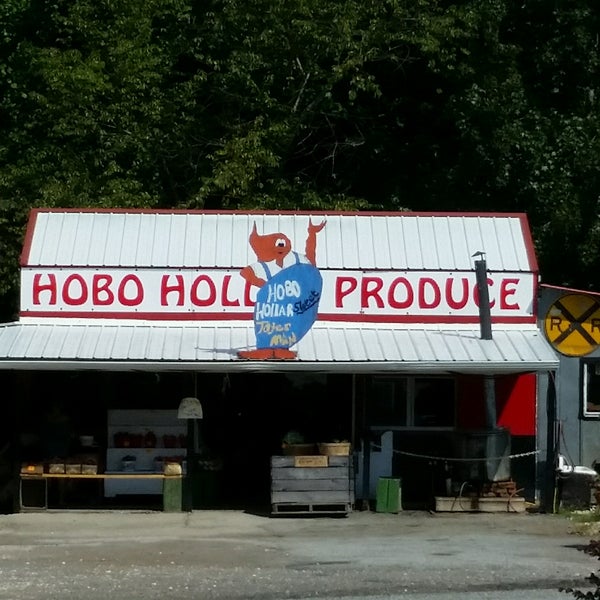 HOBO HOLL PRODUCE
HOBO
HOLLAR Sweet
Tater
Man
R R